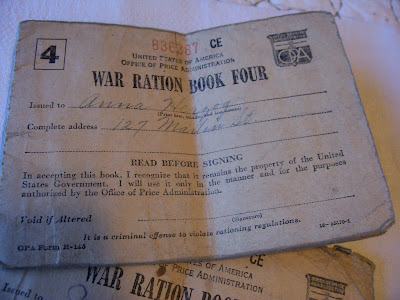 4
836387 CE
UNITED STATES OF AMERICA
OFFICE OF PRICE ADMINISTRATION
OPA
WAR RATION BOOK FOUR
Issued to Anna
Complete address 127 St.
READ BEFORE SIGNING
In accepting this book, I recognize that it remains the property of the United
States Government. I will use it only in the manner and for the purposes
authorized by the Office of Price Administration.
Void if Altered
(Signature)
It is a criminal offense to violate rationing regulations.
OPA Form R-145
CE
STATES OF AMERICA
PRICE ADMINISTRATION
WAR RATION BOOK